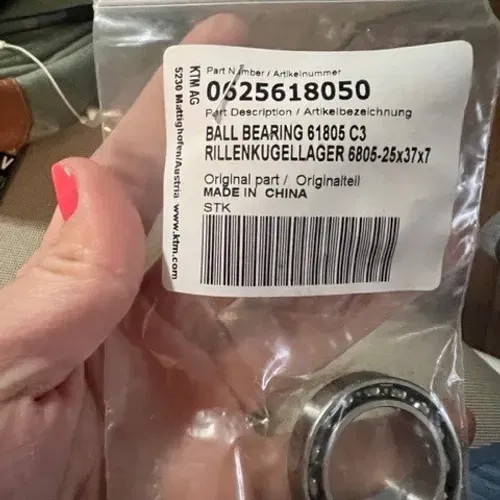 Part Number / Artikelnummer
0625618050
Part Description / Artikelbezeichnung
BALL BEARING 61805 C3
RILLENKUGELLAGER 6805-25x37x7
Original part / Originalteil
MADE IN CHINA
STK
KTM AG
5230 Mattighofen/Austria www.ktm.com